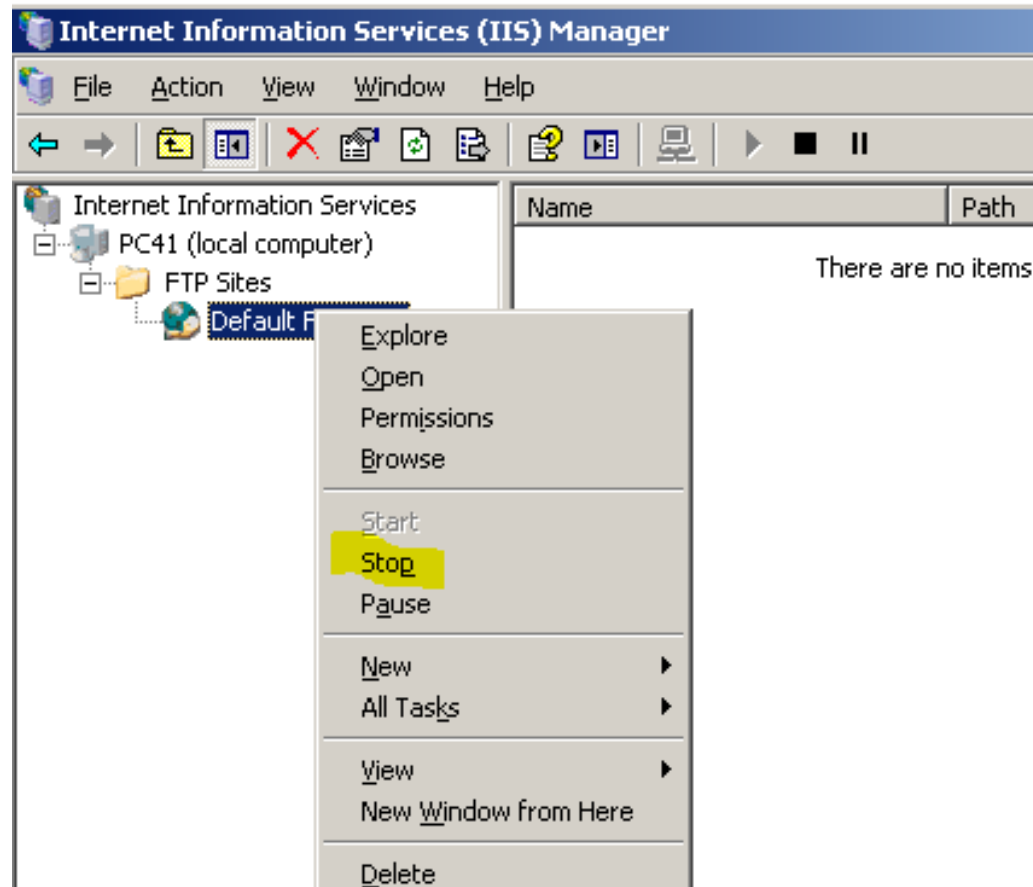 Internet Information Services (IIS) Manager
File Action View Window Help
Internet Information Services
PC41 (local computer)
FTP Sites
Default F
Name Path
There are no items
Explore
Open
Permissions
Browse
Start
Stop
Pause
New
All Tasks
View
New Window from Here
Delete